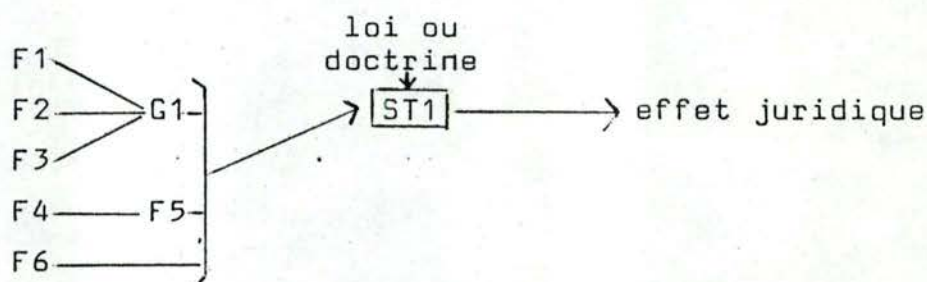 loi ou
doctrine
F1
F2 G1 ST1 effet juridique
F3
F4 F5
F6